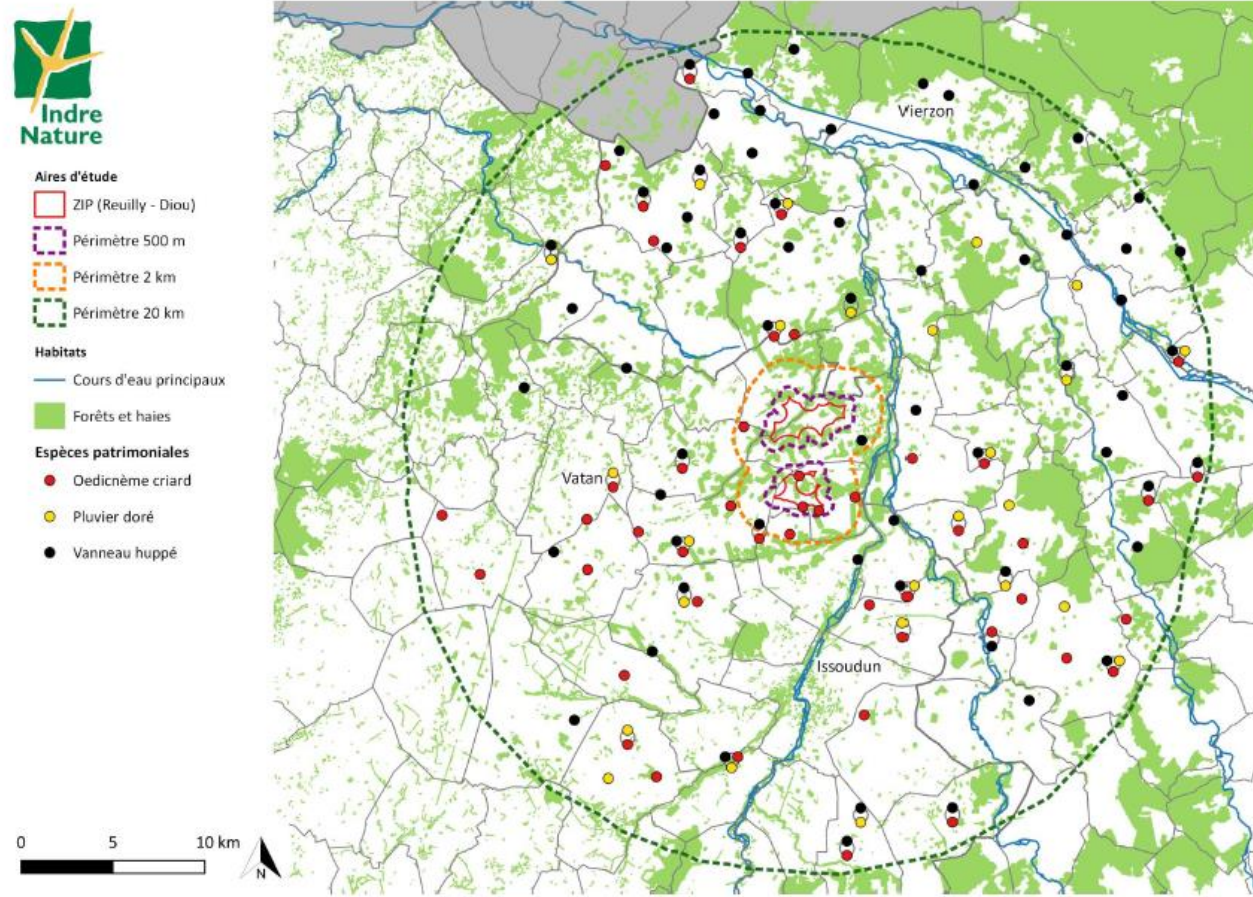 Indre
Nature
Aires d'étude
ZIP (Reuilly - Diou)
Périmètre 500 m
Périmètre 2 km
Périmètre 20 km
Habitats
Cours d'eau principaux
Forêts et haies
Espèces patrimoniales
Oedicnème criard
Pluvier doré
Vanneau huppé
0 5 10 km
N
Vierzon
Vatan
Issoudun